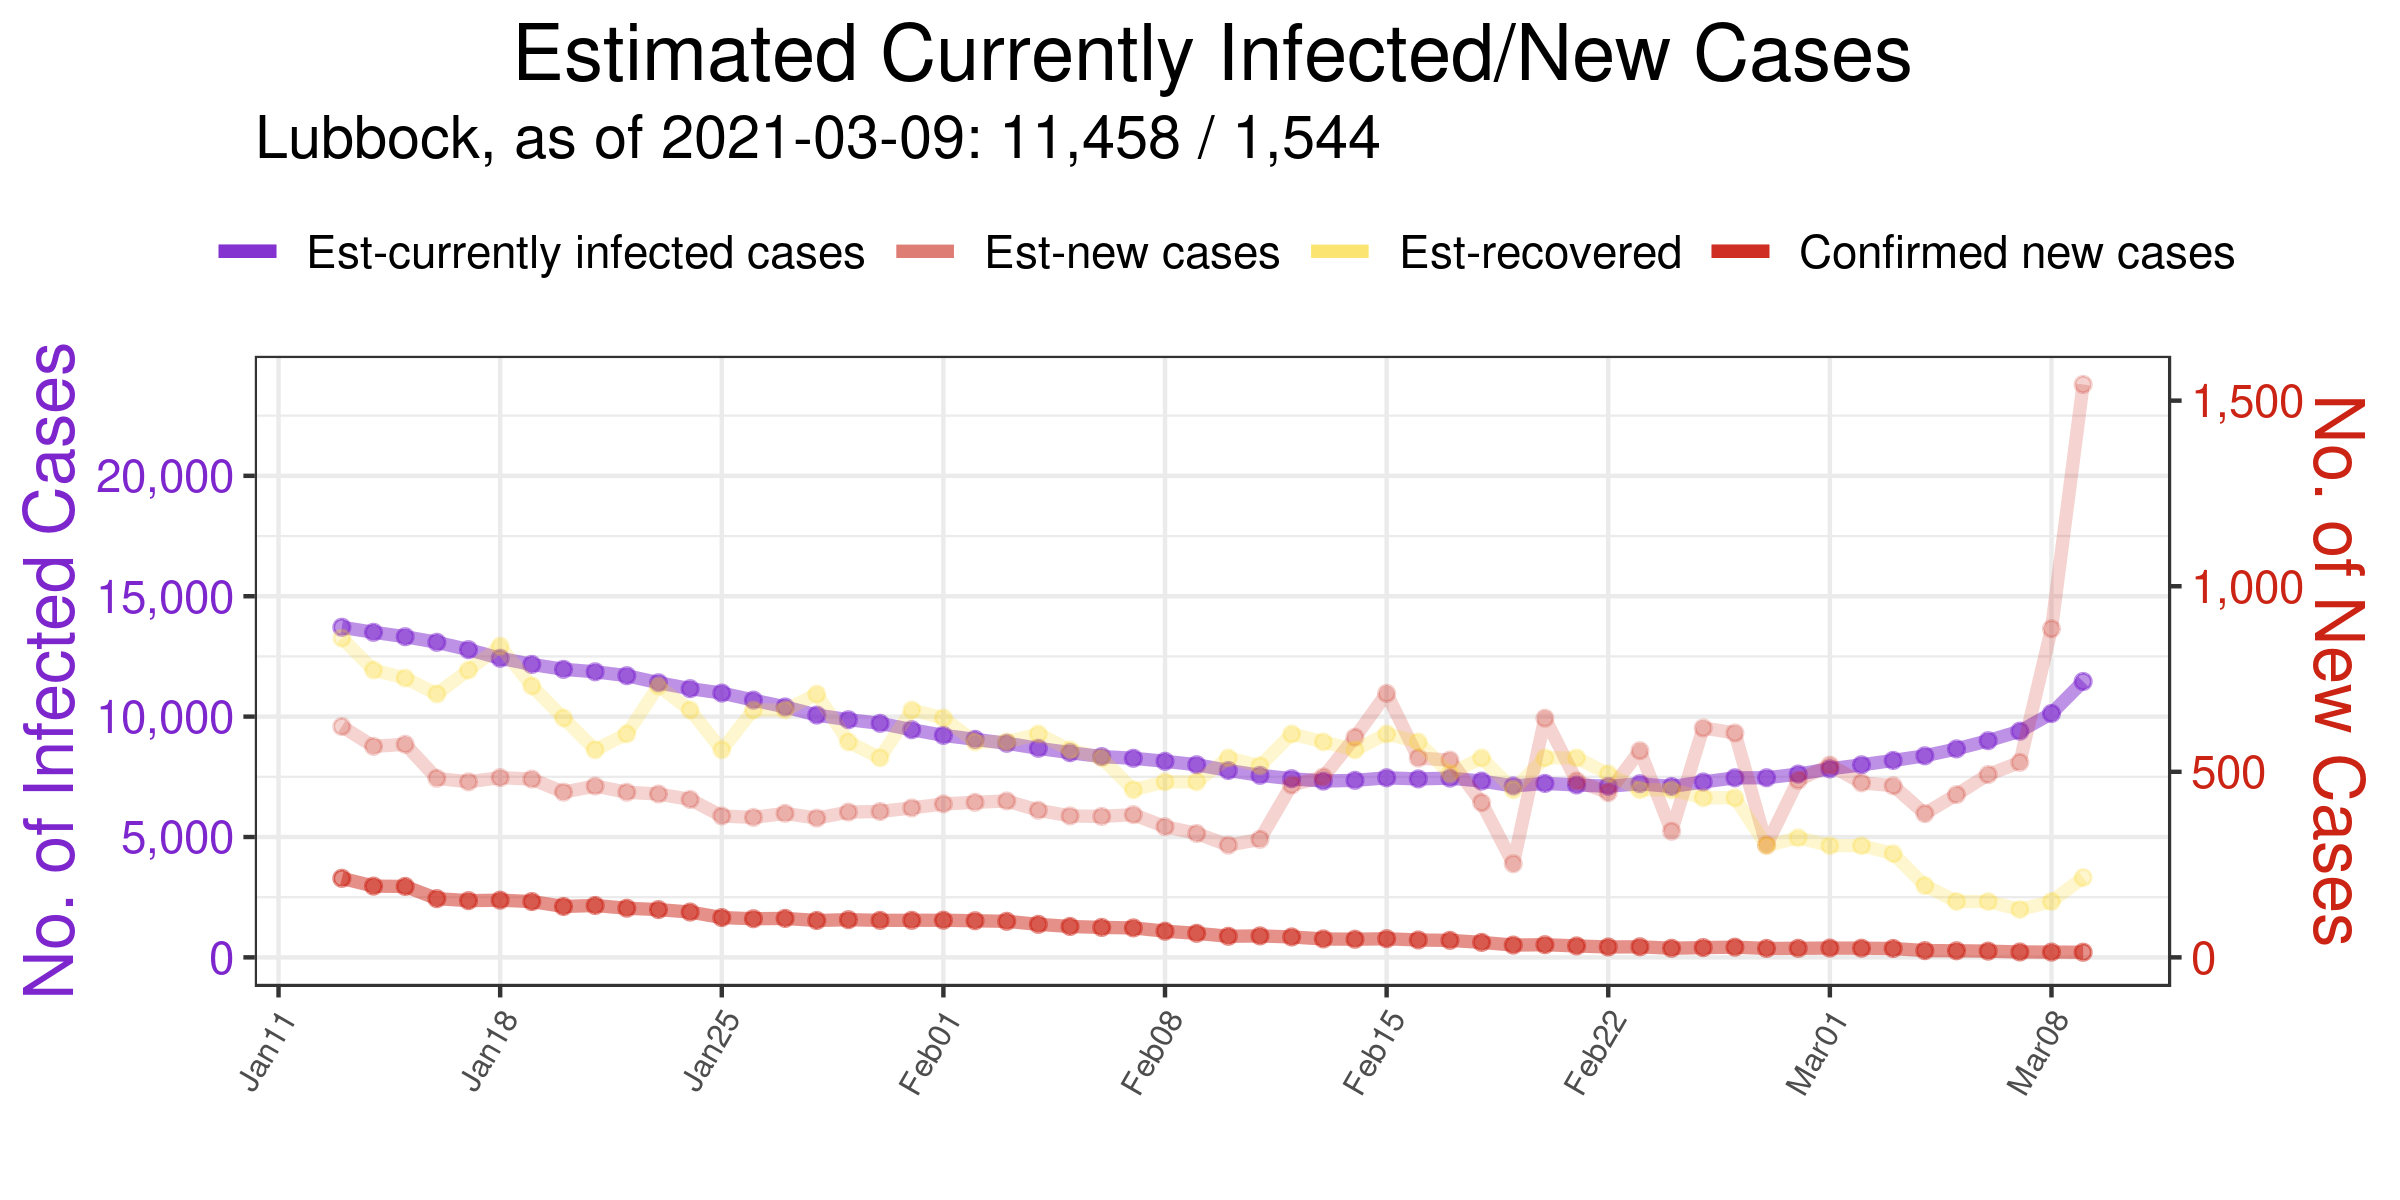 Estimated Currently Infected/New Cases
Lubbock, as of 2021-03-09: 11,458 / 1,544
Est-currently infected cases Est-new cases Est-recovered Confirmed new cases
No. of Infected Cases
20,000
15,000
10,000
5,000
0
1,500
1,000
500
0
No. of New Cases
Jan11 Jan18 Jan25 Feb01 Feb08 Feb15 Feb22 Mar01 Mar08